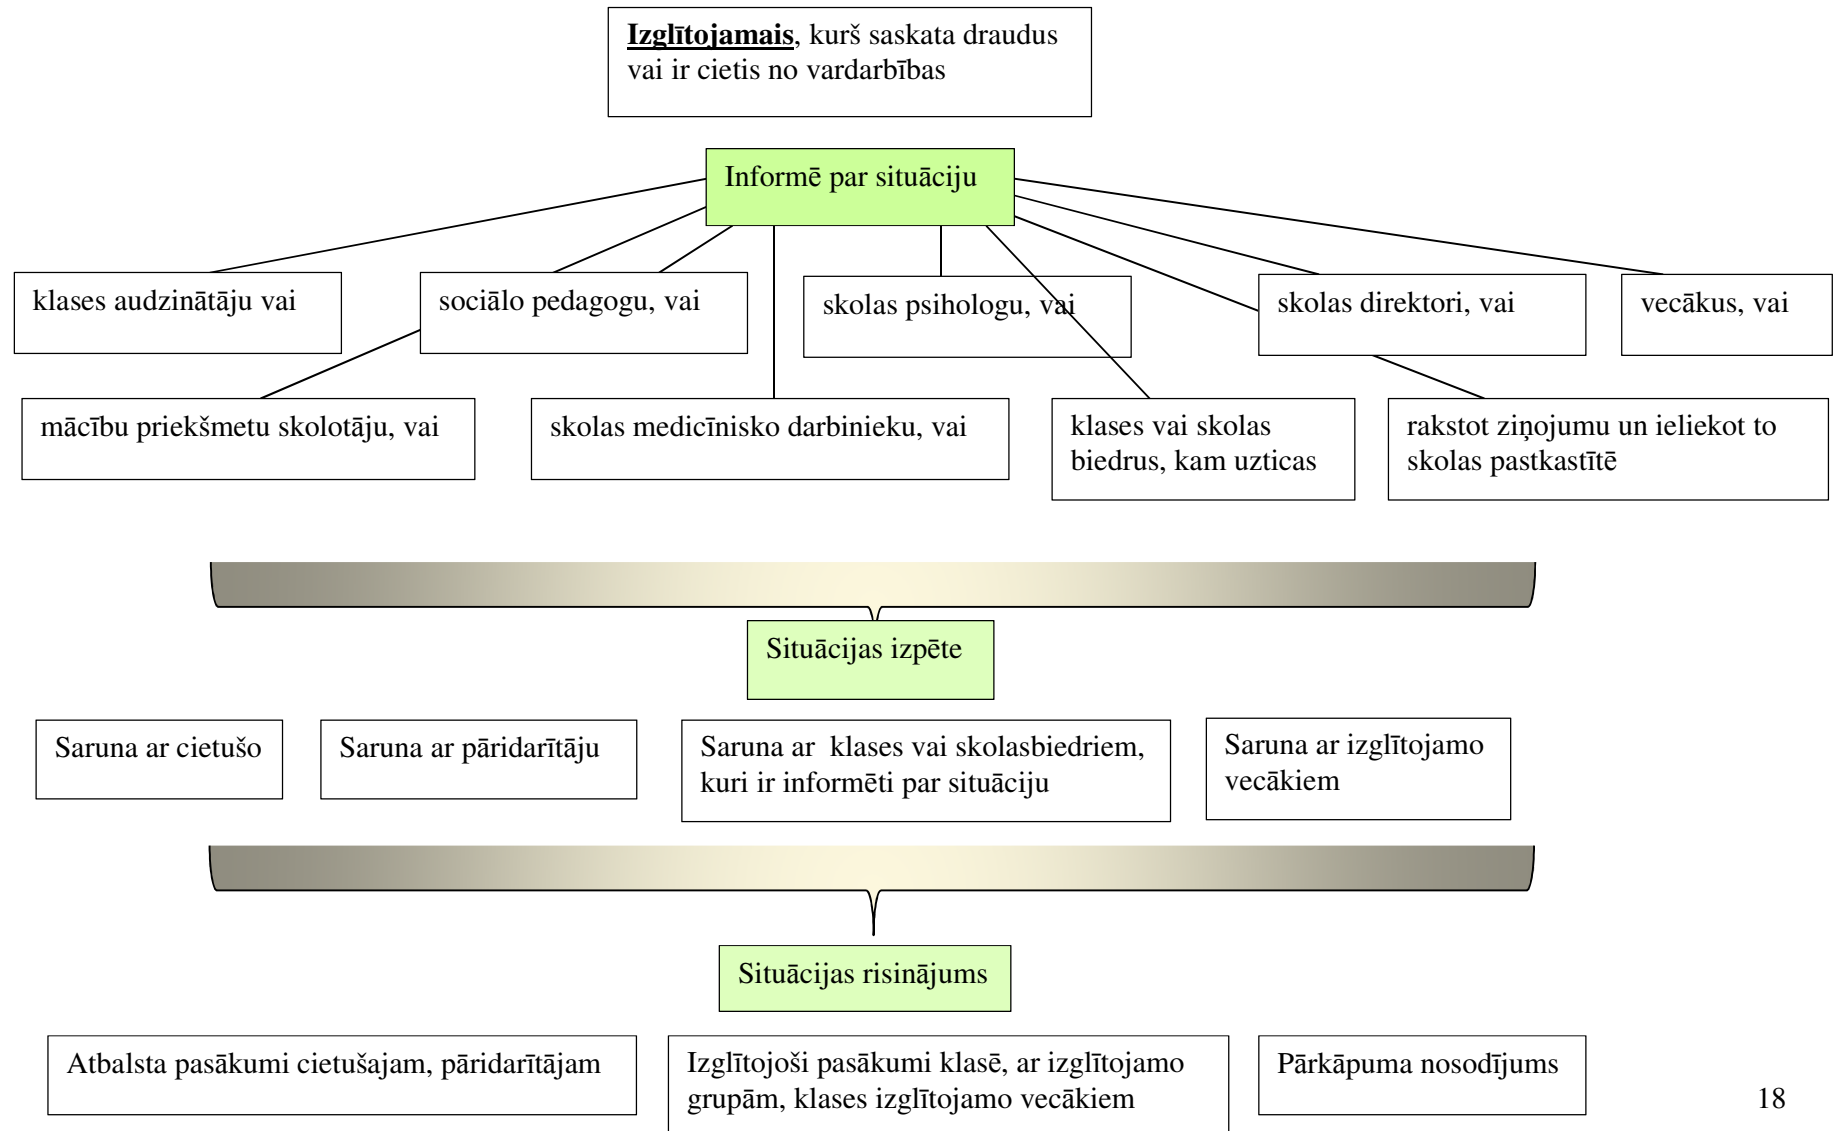 Izglītojamais, kurš saskata draudus
vai ir cietis no vardarbības
Informē par situāciju
klases audzinātāju vai
sociālo pedagogu, vai
skolas psihologu, vai
skolas direktori, vai
vecākus, vai
mācību priekšmetu skolotāju, vai
skolas medicīnisko darbinieku, vai
klases vai skolas
biedrus, kam uzticas
rakstot ziņojumu un ieliekot to
skolas pastkastītē
Situācijas izpēte
Saruna ar cietušo
Saruna ar pāridarītāju
Saruna ar  klases vai skolasbiedriem,
kuri ir informēti par situāciju
Saruna ar izglītojamo
vecākiem
Situācijas risinājums
Atbalsta pasākumi cietušajam, pāridarītājam
Izglītojoši pasākumi klasē, ar izglītojamo
grupām, klases izglītojamo vecākiem
Pārkāpuma nosodījums
18